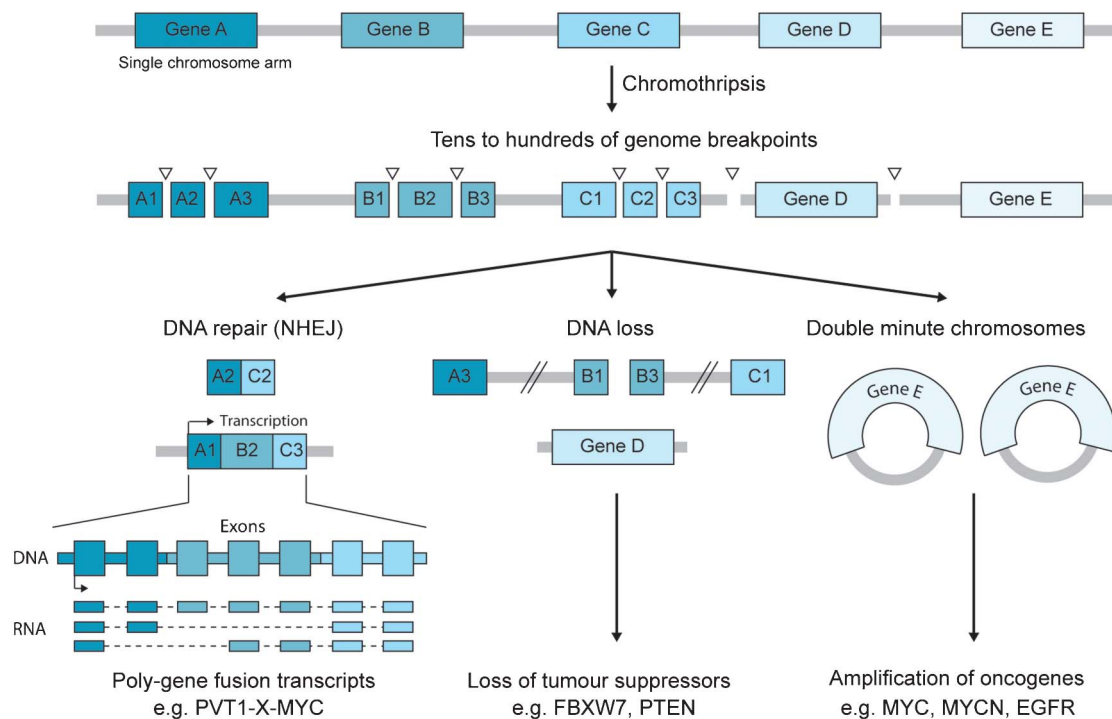 Gene A Gene B Gene C Gene D Gene E
Single chromosome arm
Chromothripsis
Tens to hundreds of genome breakpoints
A1 A2 A3 B1 B2 B3 C1 C2 C3 Gene D Gene E
DNA repair (NHEJ) DNA loss Double minute chromosomes
A2 C2 A3 B1 B3 C1 Gene E Gene E
Transcription
A1 B2 C3 Gene D
Exons
DNA
RNA
Poly-gene fusion transcripts Loss of tumour suppressors Amplification of oncogenes
e.g. PVT1-X-MYC e.g. FBXW7, PTEN e.g. MYC, MYCN, EGFR